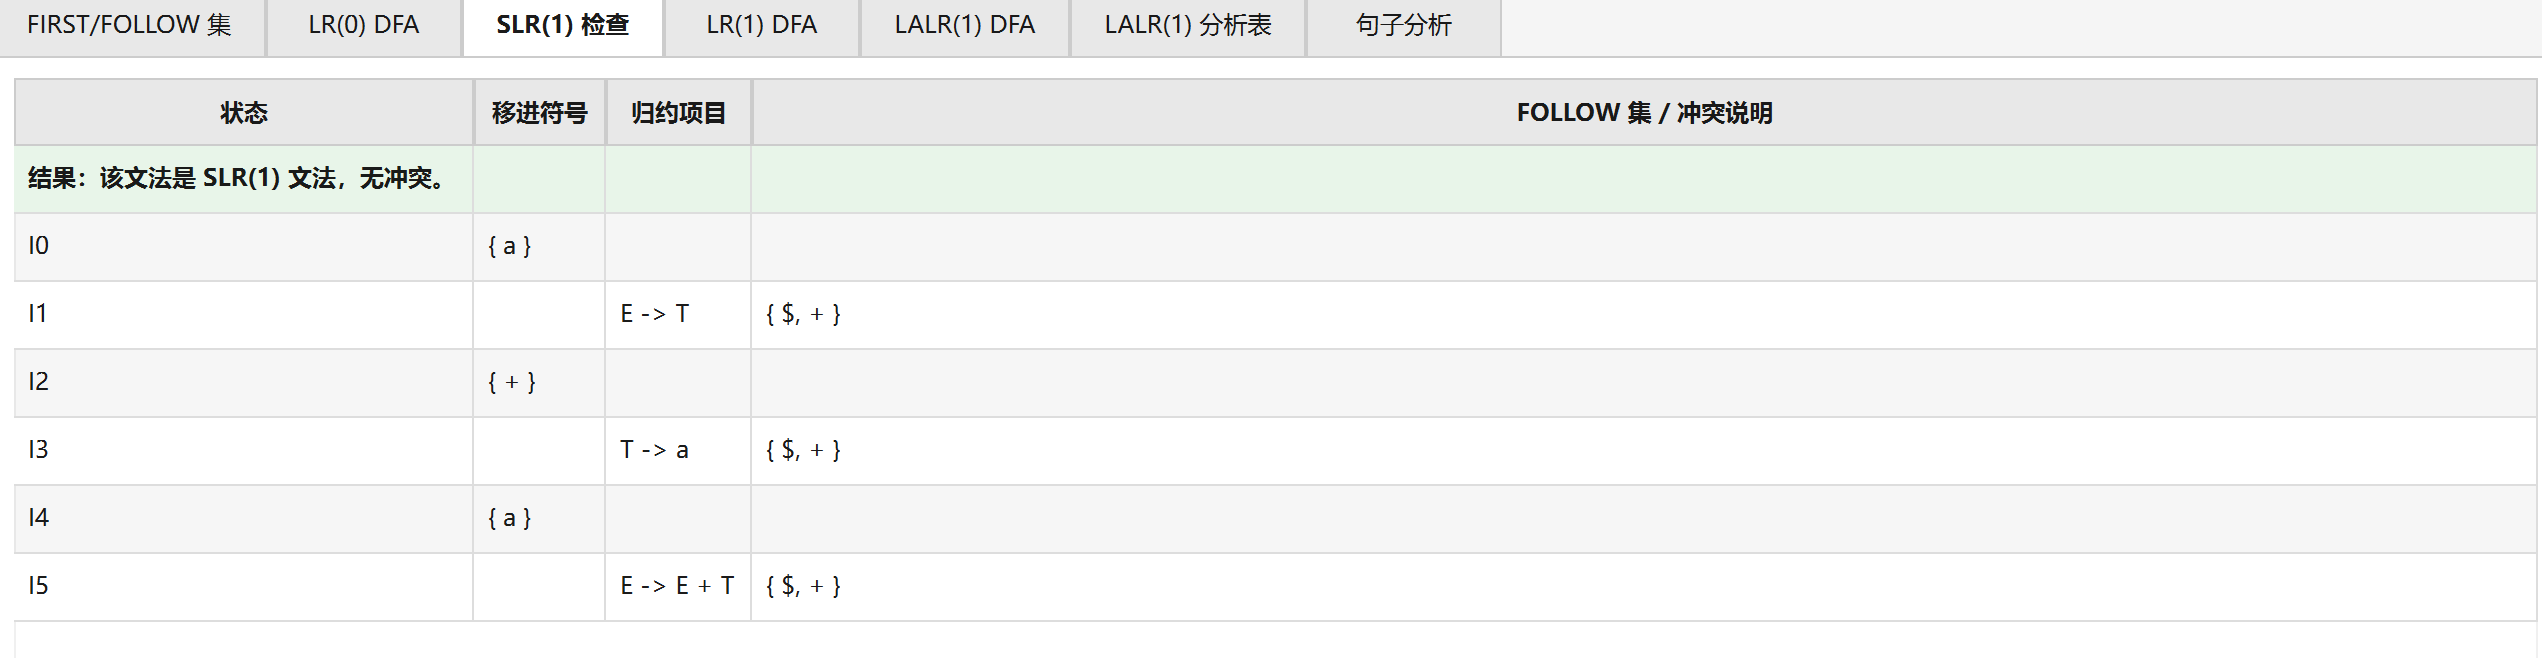 FIRST/FOLLOW 集 LR(0) DFA SLR(1) 检查 LR(1) DFA LALR(1) DFA LALR(1) 分析表 句子分析
状态 移进符号 归约项目 FOLLOW 集 / 冲突说明
结果：该文法是 SLR(1) 文法，无冲突。
I0 { a }
I1 E -> T { $, + }
I2 { + }
I3 T -> a { $, + }
I4 { a }
I5 E -> E + T { $, + }